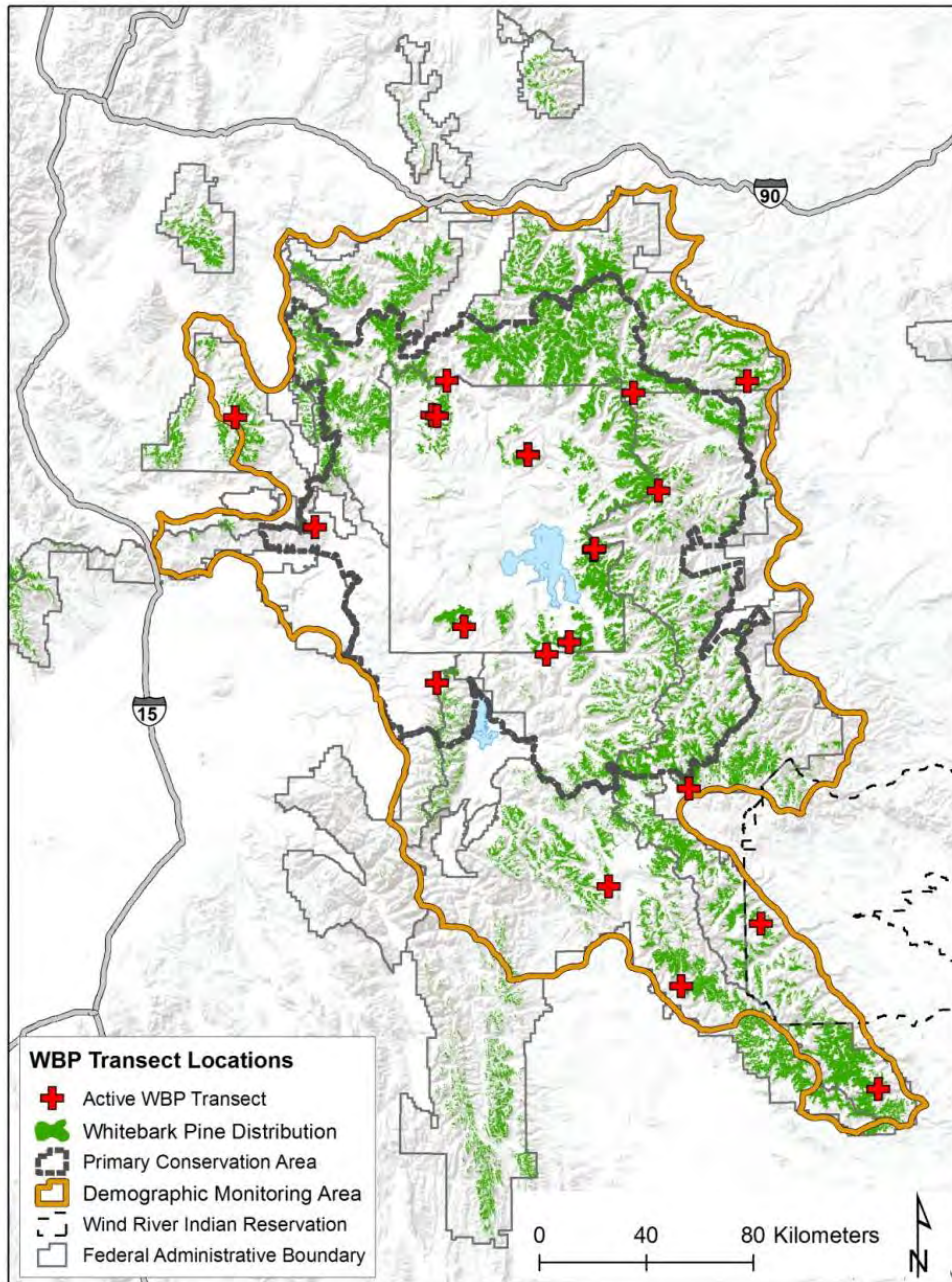 90
15
WBP Transect Locations
Active WBP Transect
Whitebark Pine Distribution
Primary Conservation Area
Demographic Monitoring Area
Wind River Indian Reservation
Federal Administrative Boundary
0 40 80 Kilometers
N